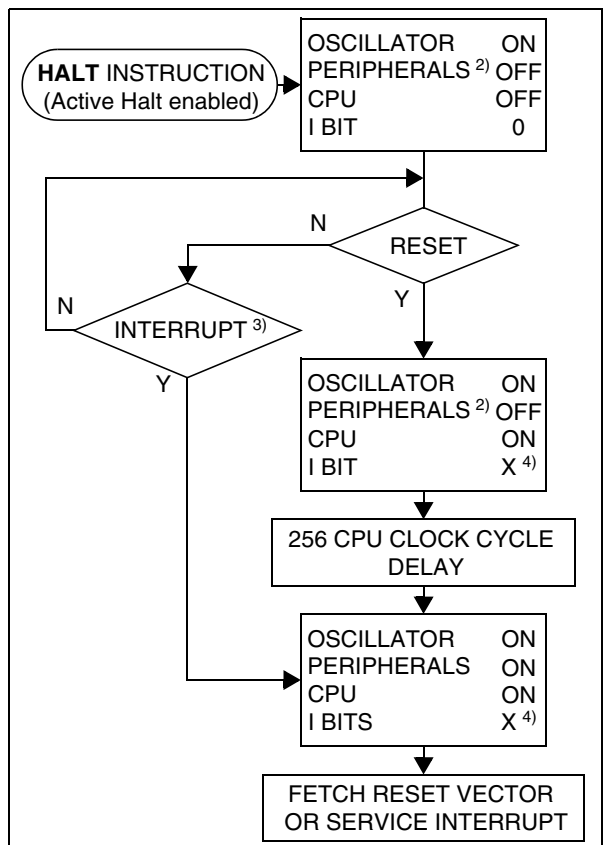 HALT INSTRUCTION
(Active Halt enabled)
OSCILLATOR ON
PERIPHERALS 2) OFF
CPU OFF
I BIT 0
N
RESET
Y
N
INTERRUPT 3)
Y
OSCILLATOR ON
PERIPHERALS 2) OFF
CPU ON
I BIT X 4)
256 CPU CLOCK CYCLE
DELAY
OSCILLATOR ON
PERIPHERALS ON
CPU ON
I BITS X 4)
FETCH RESET VECTOR
OR SERVICE INTERRUPT